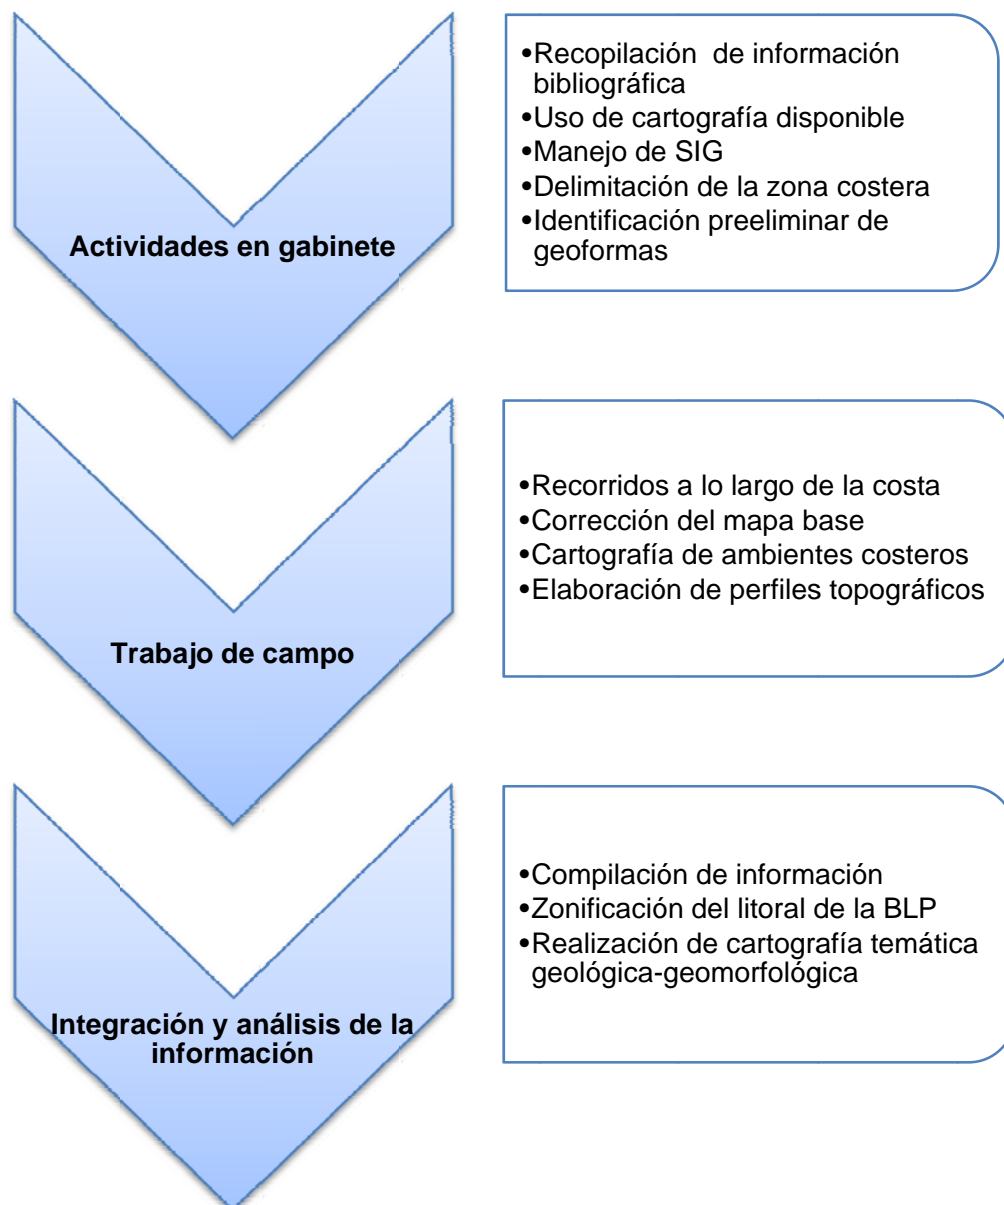 •Recopilación de información
bibliográfica
•Uso de cartografía disponible
•Manejo de SIG
•Delimitación de la zona costera
•Identificación preeliminar de
geoformas
Actividades en gabinete
•Recorridos a lo largo de la costa
•Corrección del mapa base
•Cartografía de ambientes costeros
•Elaboración de perfiles topográficos
Trabajo de campo
•Compilación de información
•Zonificación del litoral de la BLP
•Realización de cartografía temática
geológica-geomorfológica
Integración y análisis de la
información